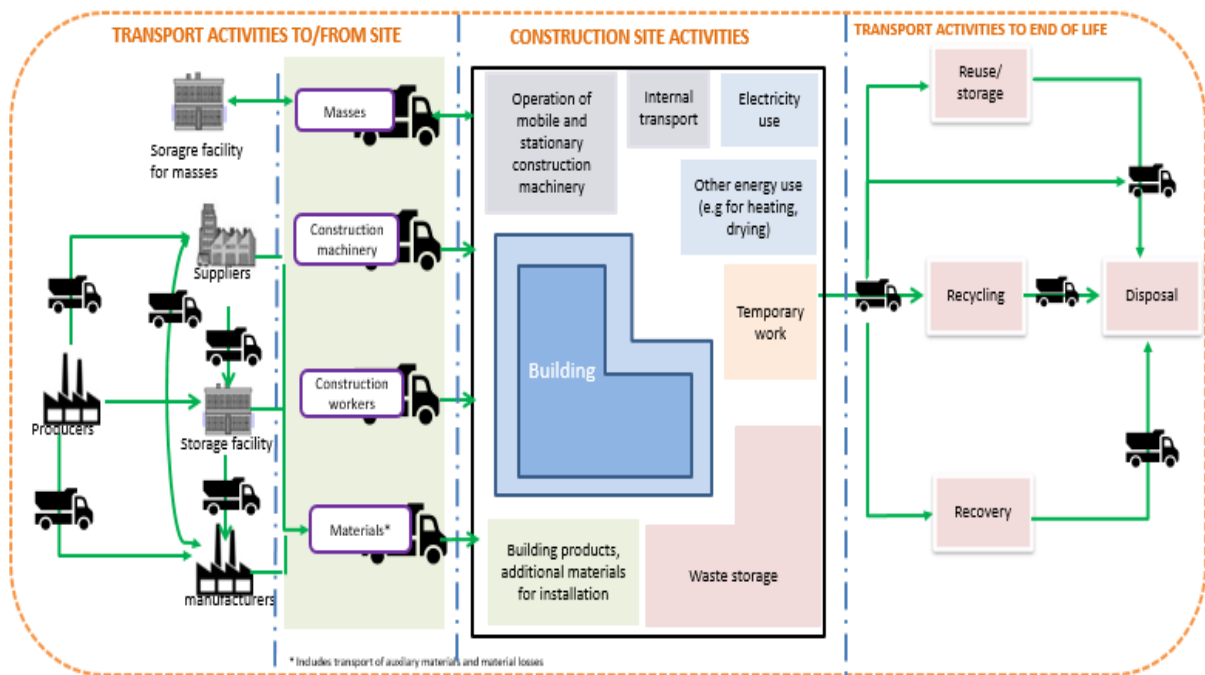 TRANSPORT ACTIVITIES TO/FROM SITE
CONSTRUCTION SITE ACTIVITIES
TRANSPORT ACTIVITIES TO END OF LIFE
Soragre facility
for masses
Suppliers
Producers
Storage facility
manufacturers
Masses
Construction
machinery
Construction
workers
Materials*
Operation of
mobile and
stationary
construction
machinery
Internal
transport
Electricity
use
Other energy use
(e.g for heating,
drying)
Building
Temporary
work
Building products,
additional materials
for installation
Waste storage
Reuse/
storage
Recycling
Disposal
Recovery
* Includes transport of auxilary materials and material losses